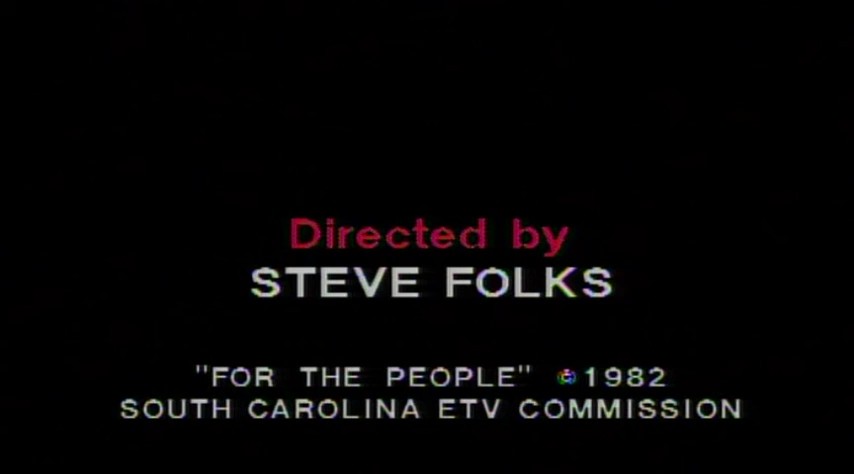 Directed by
STEVE FOLKS
"FOR THE PEOPLE" ©1982
SOUTH CAROLINA ETV COMMISSION